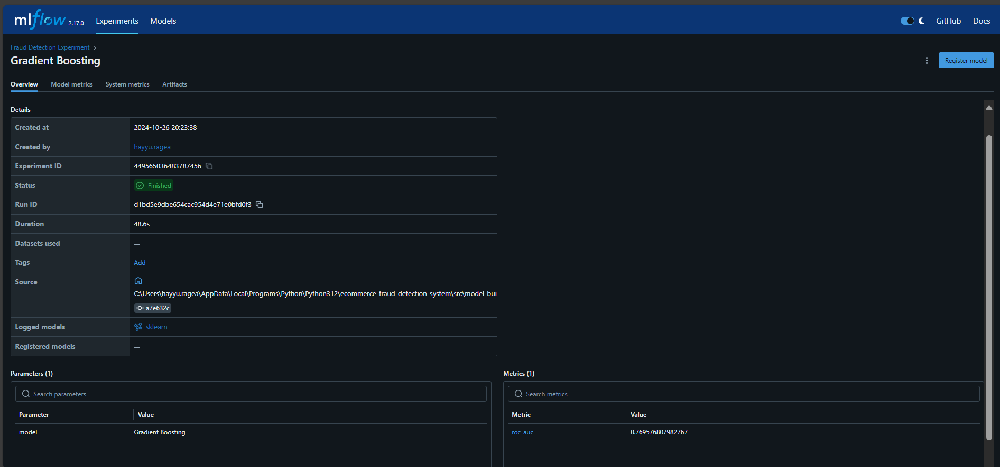 mlflow 2.17.0 Experiments Models GitHub Docs
Fraud Detection Experiment ›
Gradient Boosting
Register model
Overview Model metrics System metrics Artifacts
Details
Created at 2024-10-26 20:23:38
Created by hayyu.ragea
Experiment ID 449565036483787456
Status Finished
Run ID d1bd5e9dbe654cac954d4e71e0bfd0f3
Duration 48.6s
Datasets used —
Tags Add
Source
C:\Users\hayyu.ragea\AppData\Local\Programs\Python\Python312\ecommerce_fraud_detection_system\src\model_bui
a7e632c
Logged models sklearn
Registered models —
Parameters (1)
Search parameters
Parameter Value
model Gradient Boosting
Metrics (1)
Search metrics
Metric Value
roc_auc 0.769576807982767